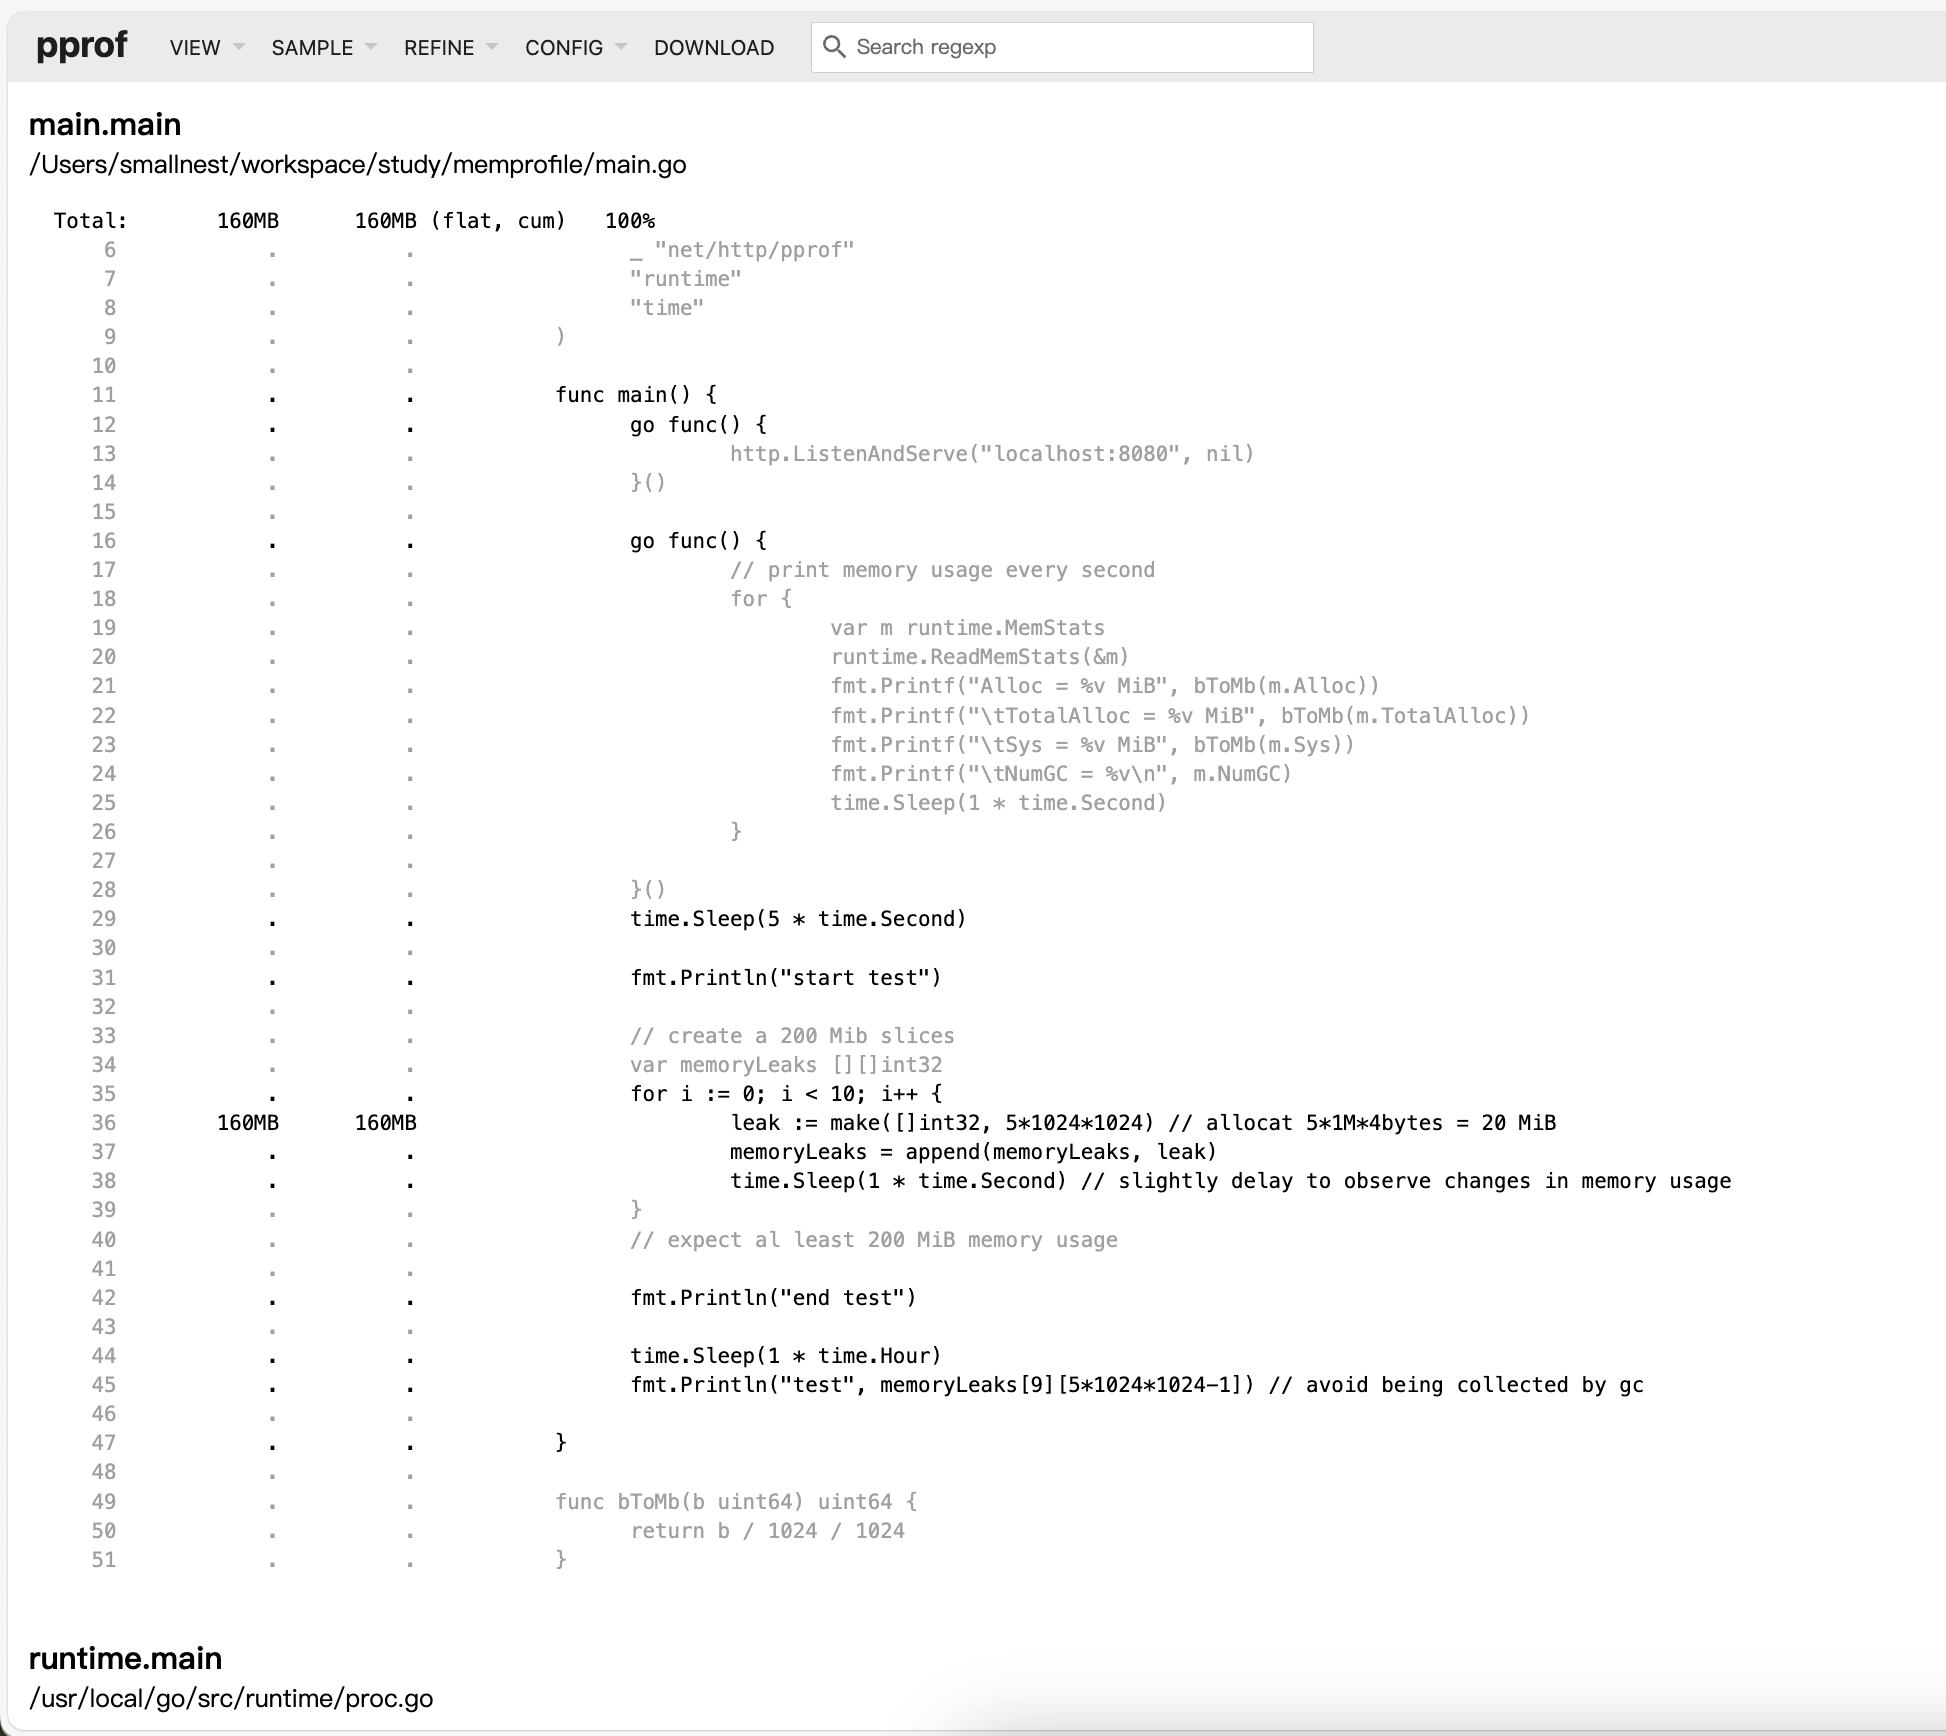 pprof VIEW SAMPLE REFINE CONFIG DOWNLOAD Search regexp
main.main
/Users/smallnest/workspace/study/memprofile/main.go
Total: 160MB 160MB (flat, cum) 100%
6 . . _ "net/http/pprof"
7 . . "runtime"
8 . . "time"
9 . . )
10 . .
11 . . func main() {
12 . . go func() {
13 . . http.ListenAndServe("localhost:8080", nil)
14 . . }()
15 . .
16 . . go func() {
17 . . // print memory usage every second
18 . . for {
19 . . var m runtime.MemStats
20 . . runtime.ReadMemStats(&m)
21 . . fmt.Printf("Alloc = %v MiB", bToMb(m.Alloc))
22 . . fmt.Printf("\tTotalAlloc = %v MiB", bToMb(m.TotalAlloc))
23 . . fmt.Printf("\tSys = %v MiB", bToMb(m.Sys))
24 . . fmt.Printf("\tNumGC = %v\n", m.NumGC)
25 . . time.Sleep(1 * time.Second)
26 . . }
27 . .
28 . . }()
29 . . time.Sleep(5 * time.Second)
30 . .
31 . . fmt.Println("start test")
32 . .
33 . . // create a 200 Mib slices
34 . . var memoryLeaks [][]int32
35 . . for i := 0; i < 10; i++ {
36 160MB 160MB leak := make([]int32, 5*1024*1024) // allocat 5*1M*4bytes = 20 MiB
37 . . memoryLeaks = append(memoryLeaks, leak)
38 . . time.Sleep(1 * time.Second) // slightly delay to observe changes in memory usage
39 . . }
40 . . // expect al least 200 MiB memory usage
41 . .
42 . . fmt.Println("end test")
43 . .
44 . . time.Sleep(1 * time.Hour)
45 . . fmt.Println("test", memoryLeaks[9][5*1024*1024-1]) // avoid being collected by gc
46 . .
47 . . }
48 . .
49 . . func bToMb(b uint64) uint64 {
50 . . return b / 1024 / 1024
51 . . }
runtime.main
/usr/local/go/src/runtime/proc.go